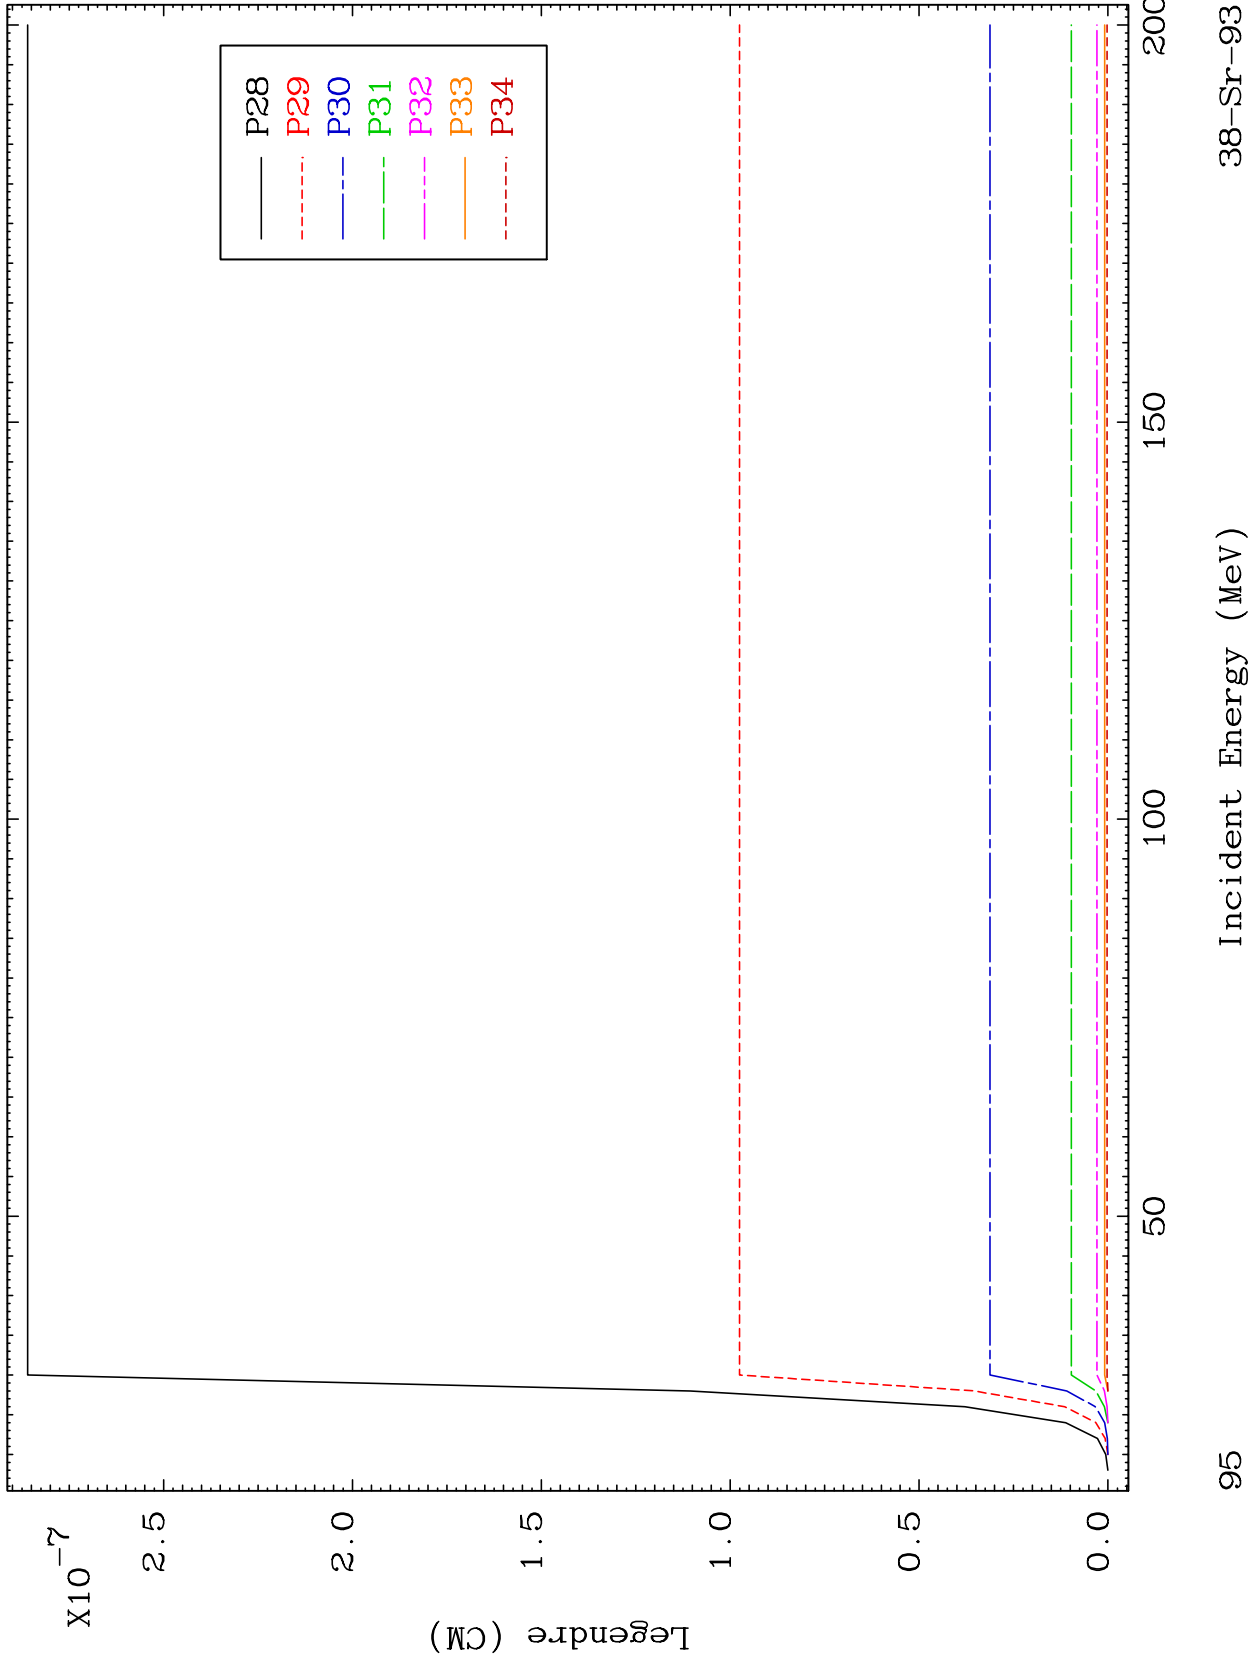 X10-7
2.5
2.0
1.5
1.0
0.5
0.0
Legendre (CM)
P28
P29
P30
P31
P32
P33
P34
50
100
150
200
Incident Energy (MeV)
95
38-Sr-93